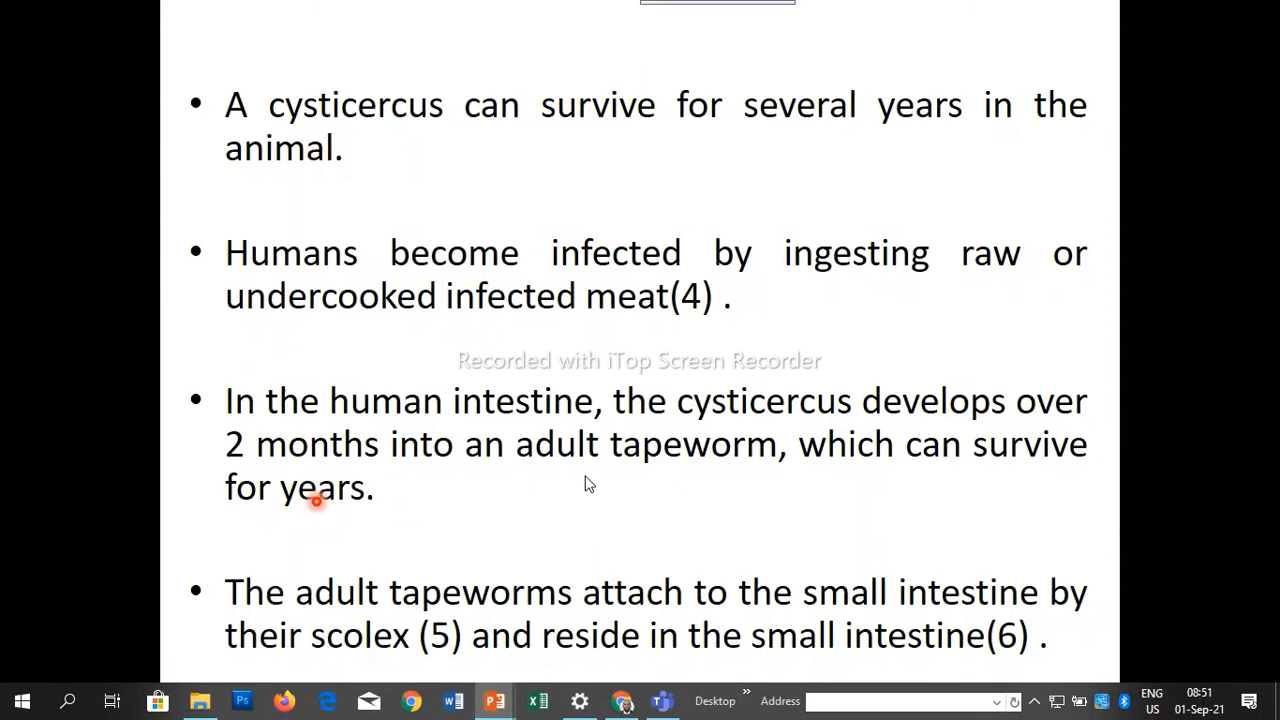 • A cysticercus can survive for several years in the
animal.
• Humans become infected by ingesting raw or
undercooked infected meat(4) .
Recorded with iTop Screen Recorder
• In the human intestine, the cysticercus develops over
2 months into an adult tapeworm, which can survive
for years.
• The adult tapeworms attach to the small intestine by
their scolex (5) and reside in the small intestine(6) .
Desktop » Address ENG 08:51
US 01-Sep-21